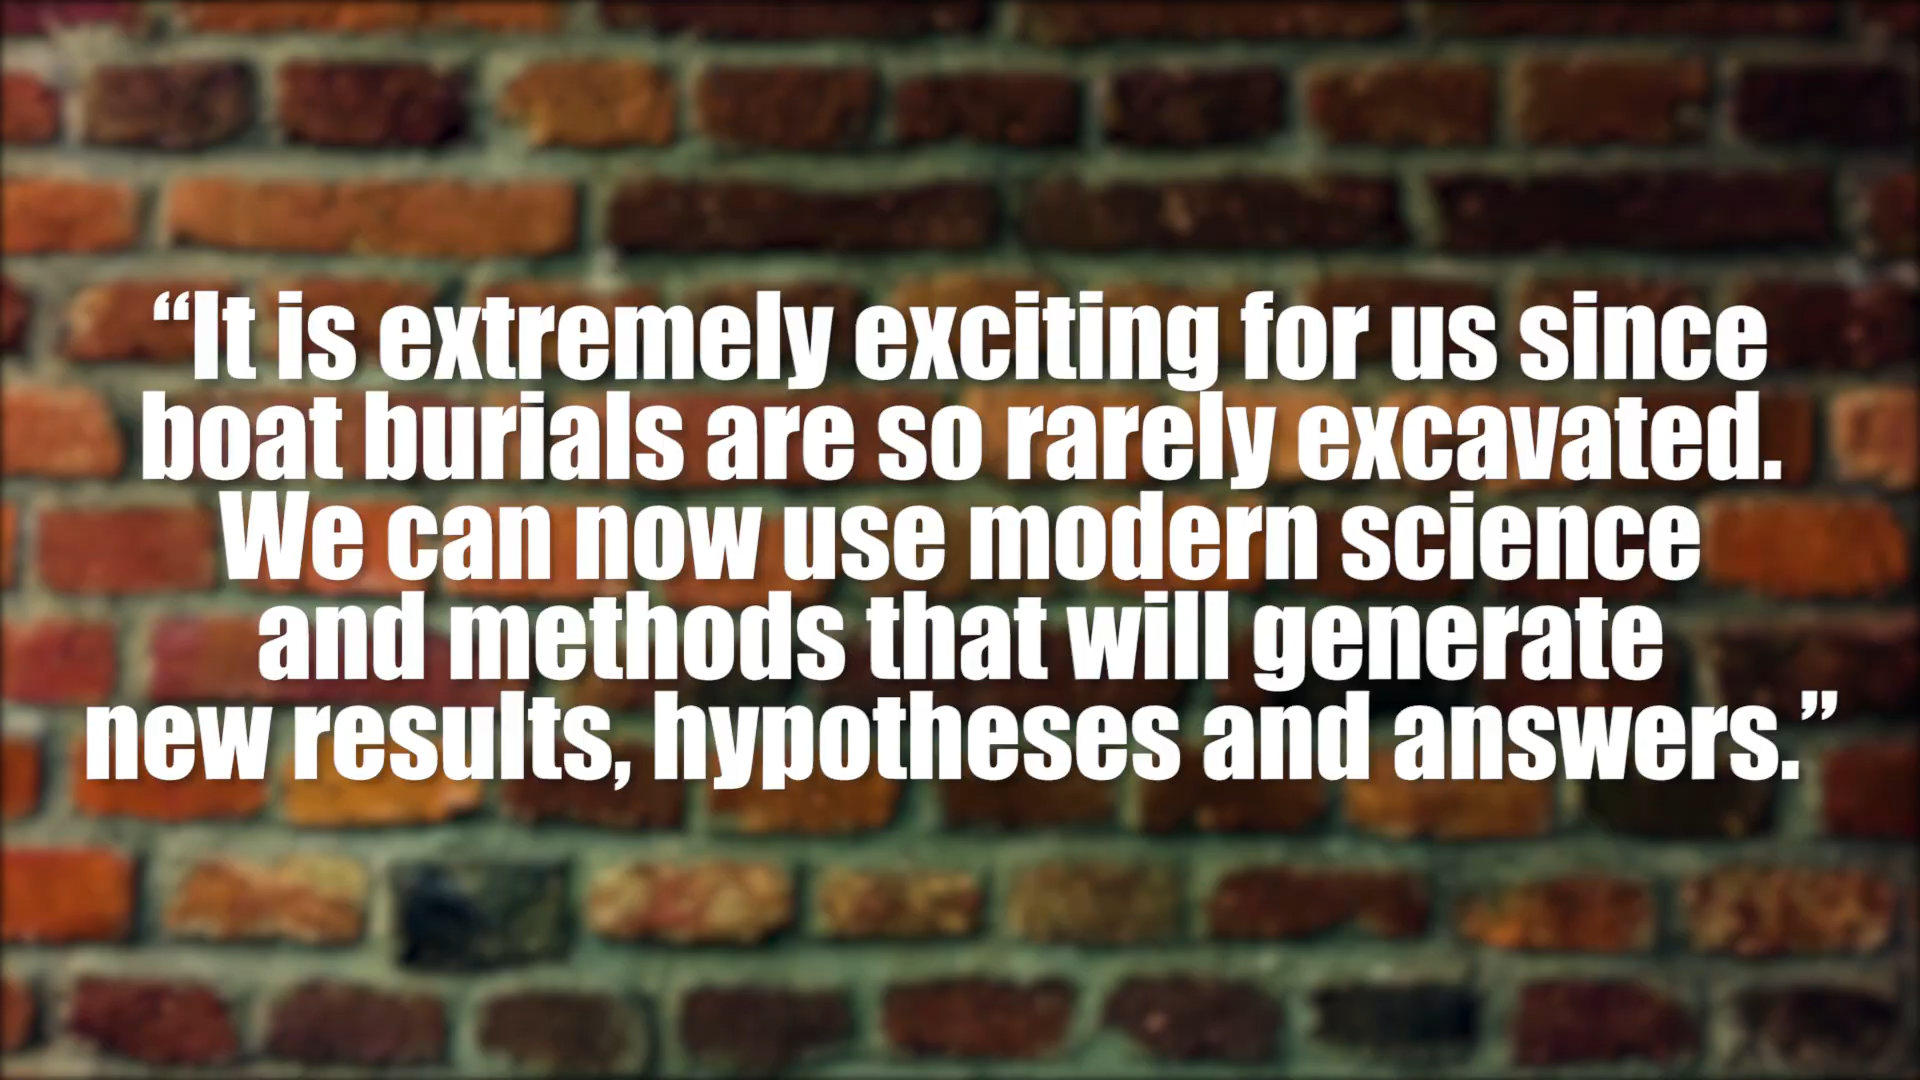 “It is extremely exciting for us since
boat burials are so rarely excavated.
We can now use modern science
and methods that will generate
new results, hypotheses and answers.”